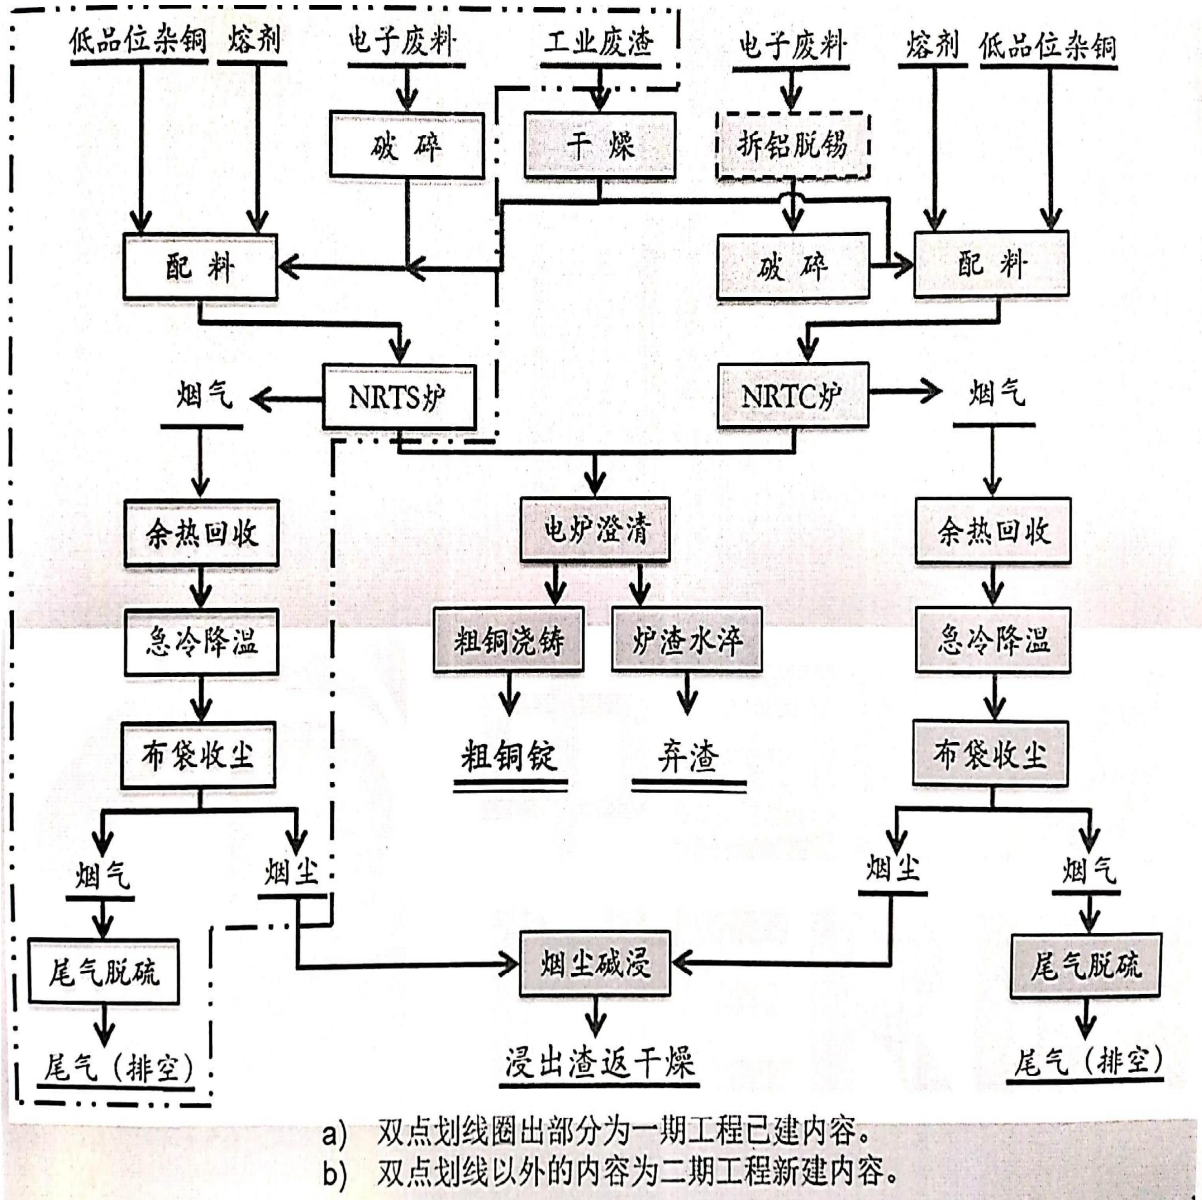 低品位杂铜 熔剂 电子废料 工业废渣 电子废料 熔剂 低品位杂铜
破碎 干燥 拆铝脱锡
配料 破碎 配料
烟气 NRTS炉 NRTC炉 烟气
余热回收 电炉澄清 余热回收
急冷降温 粗铜浇铸 炉渣水淬 急冷降温
布袋收尘 粗铜锭 弃渣 布袋收尘
烟气 烟尘 烟尘 烟气
尾气脱硫 烟尘碱浸 尾气脱硫
尾气(排空) 浸出渣返干燥 尾气(排空)
a) 双点划线圈出部分为一期工程已建内容。
b) 双点划线以外的内容为二期工程新建内容。